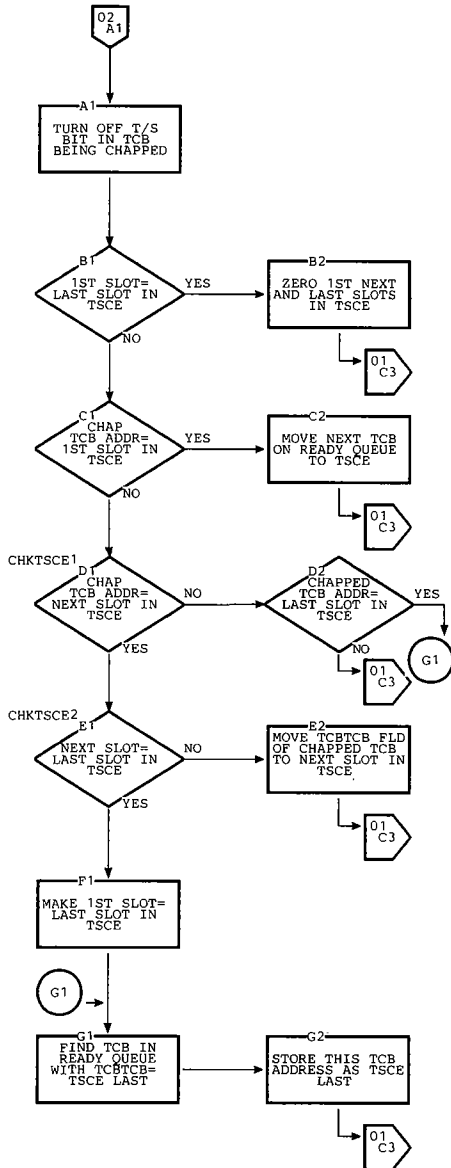 02
A1
A1
TURN OFF T/S
BIT IN TCB
BEING CHAPPED
B1
1ST SLOT=
LAST SLOT IN
TSCE
YES
NO
B2
ZERO 1ST NEXT
AND LAST SLOTS
IN TSCE
01
C3
C1
CHAP
TCB ADDR=
1ST SLOT IN
TSCE
YES
NO
C2
MOVE NEXT TCB
ON READY QUEUE
TO TSCE
01
C3
CHKTSCE1
D1
CHAP
TCB ADDR=
NEXT SLOT IN
TSCE
NO
YES
D2
CHAPPED
TCB ADDR=
LAST SLOT IN
TSCE
YES
NO
G1
01
C3
CHKTSCE2
E1
NEXT SLOT=
LAST SLOT IN
TSCE
NO
YES
E2
MOVE TCBTCB FLD
OF CHAPPED TCB
TO NEXT SLOT IN
TSCE
01
C3
F1
MAKE 1ST SLOT=
LAST SLOT IN
TSCE
G1
G1
FIND TCB IN
READY QUEUE
WITH TCBTCB=
TSCE LAST
G2
STORE THIS TCB
ADDRESS AS TSCE
LAST
01
C3